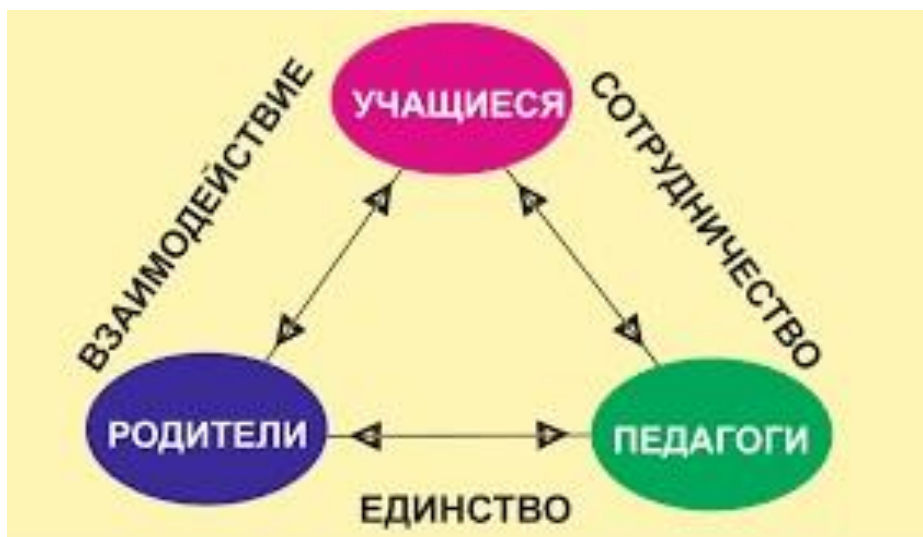 УЧАЩИЕСЯ
ВЗАИМОДЕЙСТВИЕ
СОТРУДНИЧЕСТВО
РОДИТЕЛИ
ПЕДАГОГИ
ЕДИНСТВО